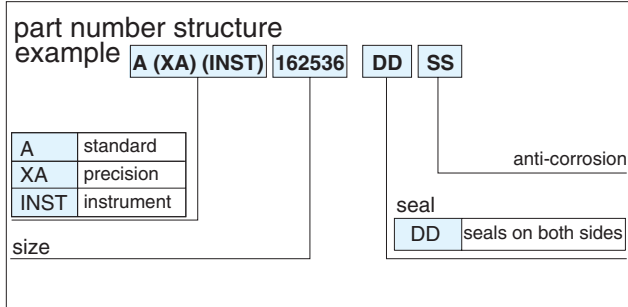 part number structure
example A (XA) (INST) 162536 DD SS
A standard
XA precision
INST instrument
anti-corrosion
seal
DD seals on both sides
size